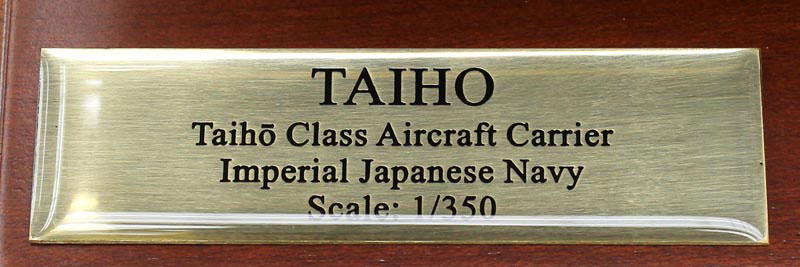 TAIHO
Taihō Class Aircraft Carrier
Imperial Japanese Navy
Scale: 1/350